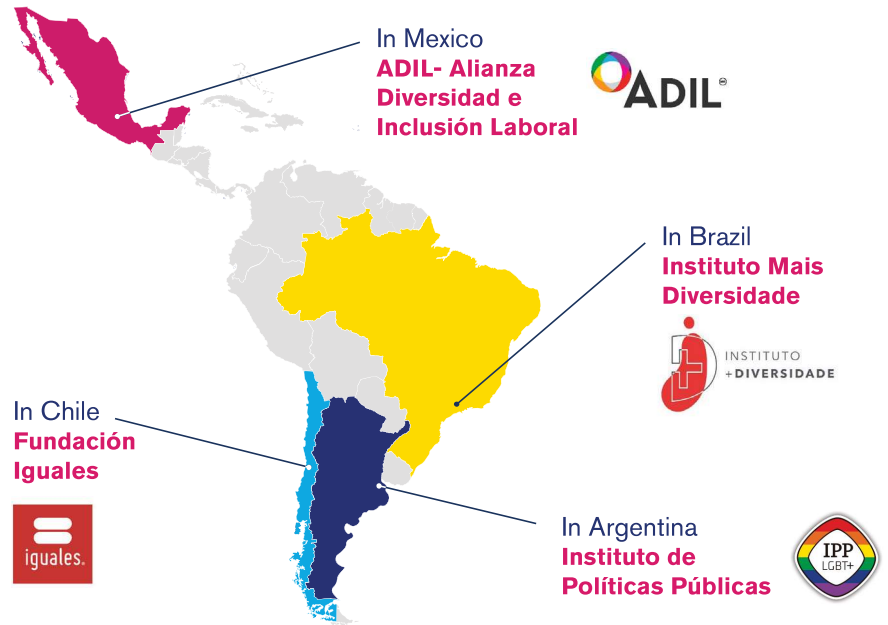 In Mexico
ADIL- Alianza
Diversidad e
Inclusión Laboral
ADIL
In Brazil
Instituto Mais
Diversidade
INSTITUTO
+DIVERSIDADE
In Chile
Fundación
Iguales
iguales.
In Argentina
Instituto de
Políticas Públicas
IPP
LGBT+